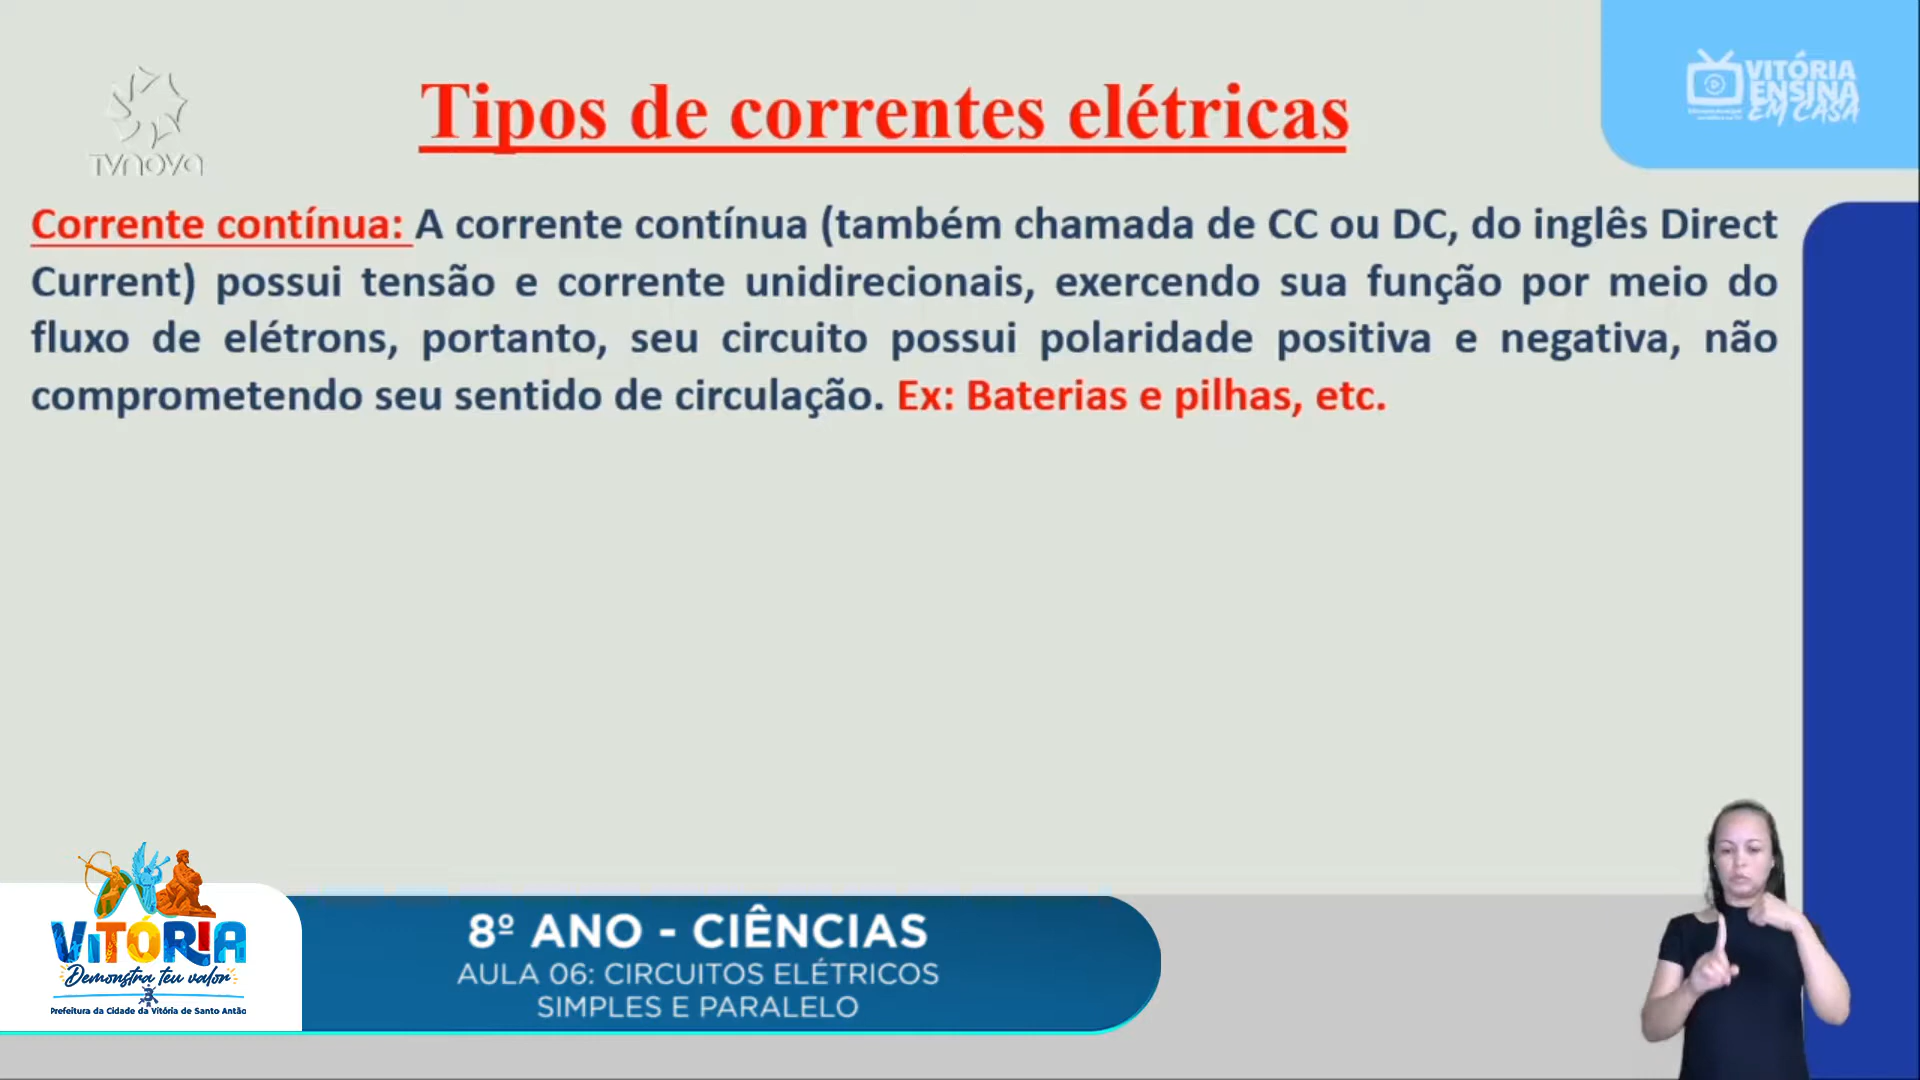 Tipos de correntes elétricas
TVNOVA
VITÓRIA
ENSINA
EM CASA
Corrente contínua: A corrente contínua (também chamada de CC ou DC, do inglês Direct
Current) possui tensão e corrente unidirecionais, exercendo sua função por meio do
fluxo de elétrons, portanto, seu circuito possui polaridade positiva e negativa, não
comprometendo seu sentido de circulação. Ex: Baterias e pilhas, etc.
VITÓRIA
Demonstra teu valor
Prefeitura da Cidade da Vitória de Santo Antão
8º ANO - CIÊNCIAS
AULA 06: CIRCUITOS ELÉTRICOS
SIMPLES E PARALELO